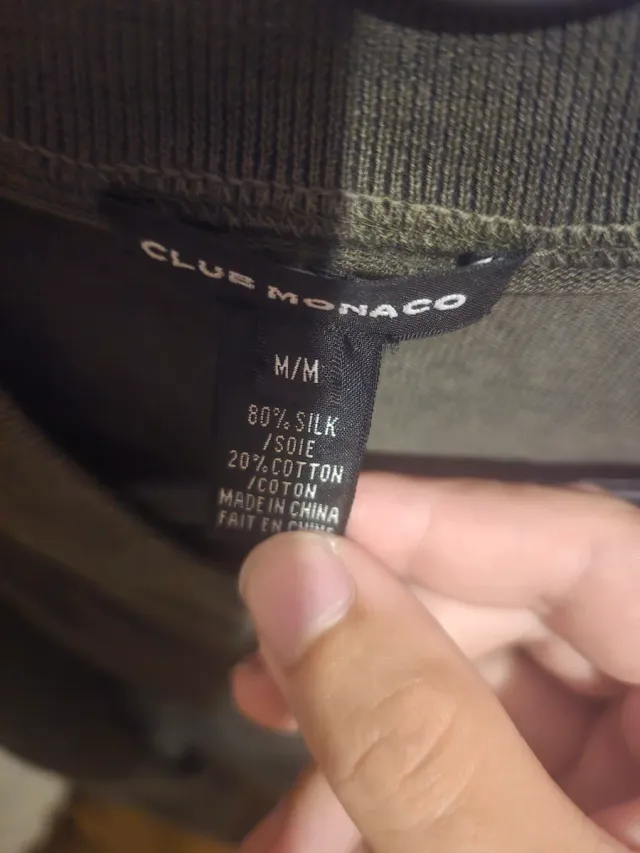 CLUB MONACO
M/M
80% SILK
/SOIE
20% COTTON
/COTON
MADE IN CHINA
FAIT EN CHINE